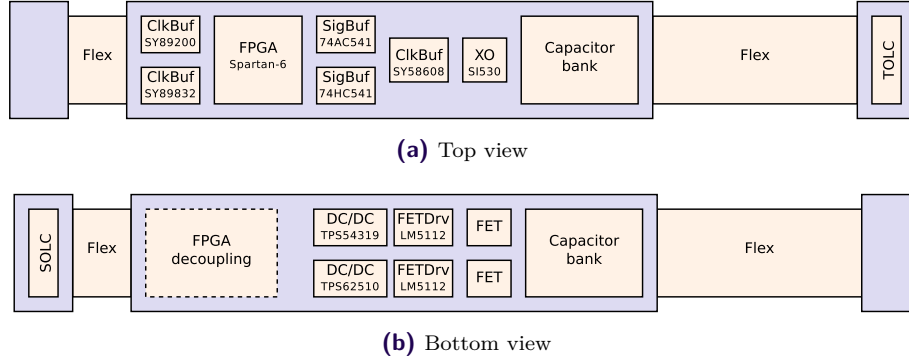 Flex
ClkBuf
SY89200
ClkBuf
SY89832
FPGA
Spartan-6
SigBuf
74AC541
SigBuf
74HC541
ClkBuf
SY58608
XO
SI530
Capacitor
bank
Flex
TOLC
(a) Top view
SOLC
Flex
FPGA
decoupling
DC/DC
TPS54319
DC/DC
TPS62510
FETDrv
LM5112
FETDrv
LM5112
FET
FET
Capacitor
bank
Flex
(b) Bottom view